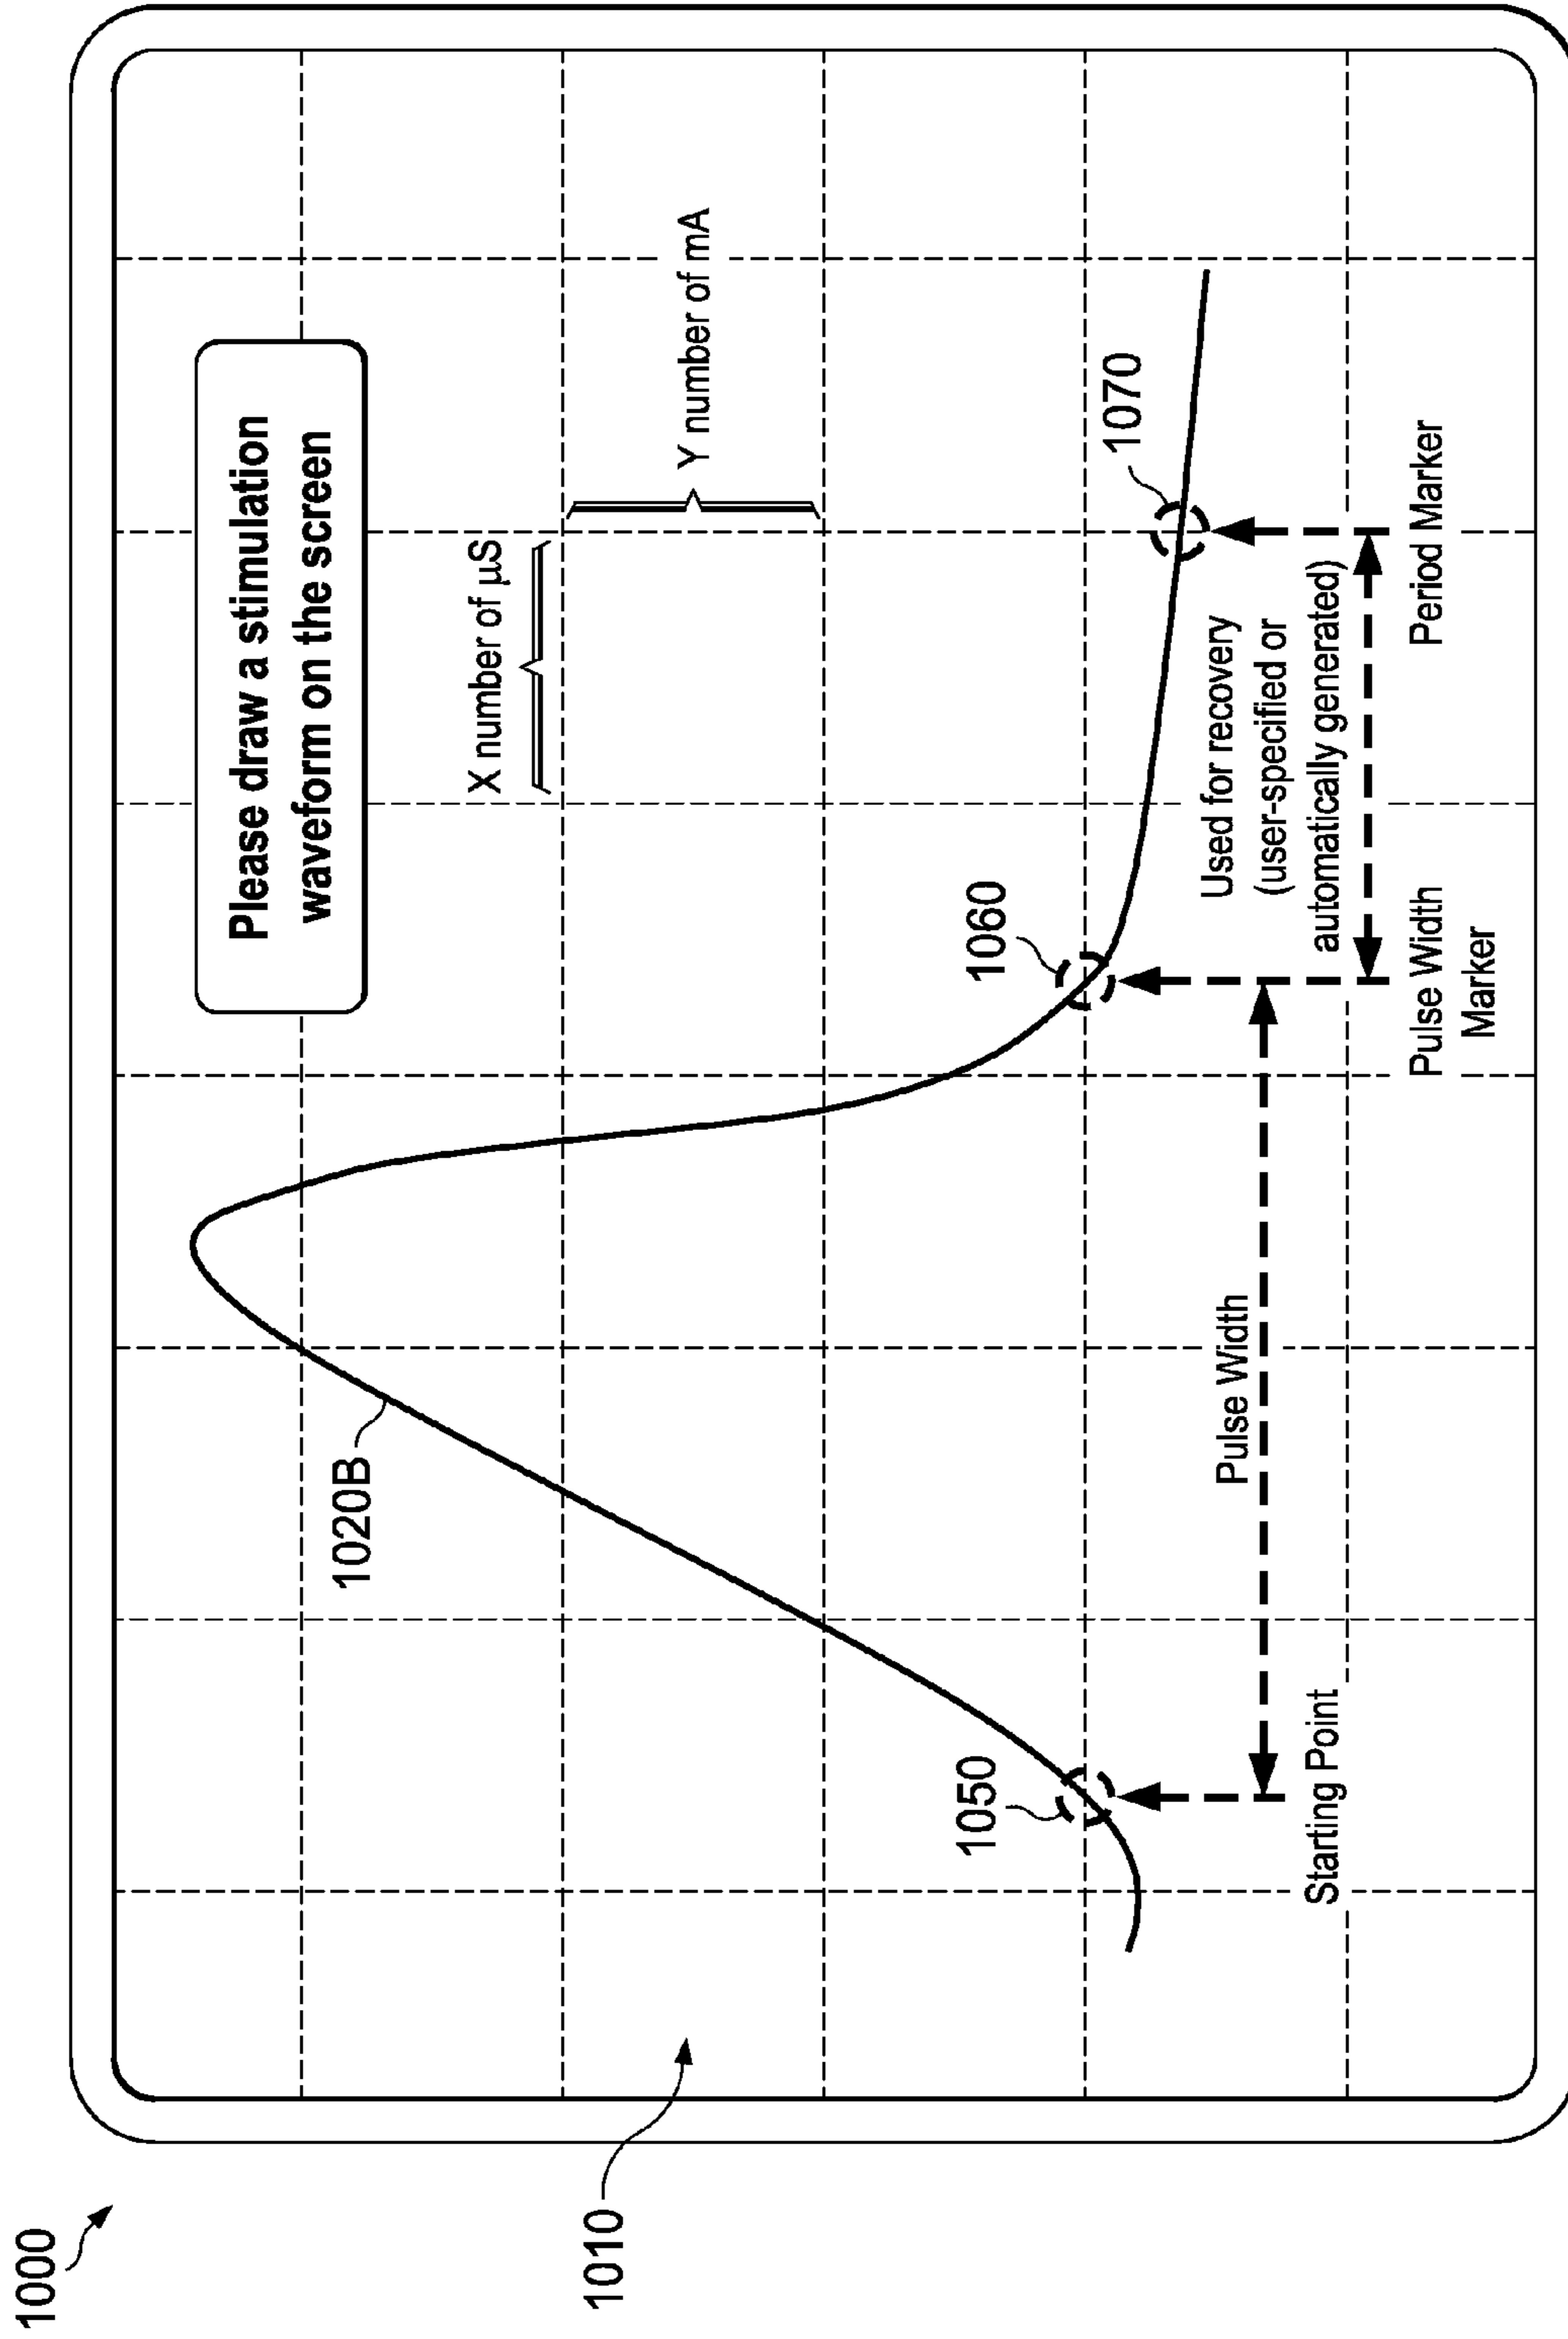 1000
Please draw a stimulation
waveform on the screen
1020B
X number of µS
Y number of mA
1010
1050
1060
1070
Pulse Width
Used for recovery
(user-specified or
automatically generated)
Starting Point
Pulse Width
Marker
Period Marker